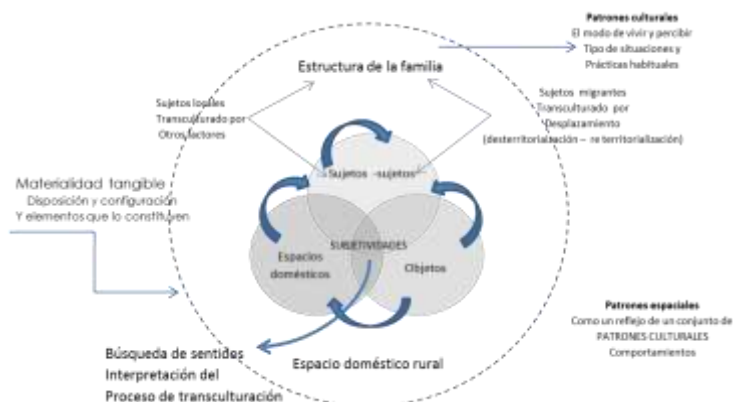 Patrones culturales
El modo de vivir y percibir
Tipo de situaciones y
Prácticas habituales
Estructura de la familia
Sujetos locales
Transculturado por
Otros factores
Sujetos migrantes
Transculturado por
Desplazamiento
(desterritorialización – re territorialización)
Sujetos -sujetos
Materialidad tangible
Disposición y configuración
Y elementos que lo constituyen
SUBJETIVIDADES
Espacios
domésticos
Objetos
Patrones espaciales
Como un reflejo de un conjunto de
PATRONES CULTURALES
Comportamientos
Búsqueda de sentidos
Interpretación del
Proceso de transculturación
Espacio doméstico rural